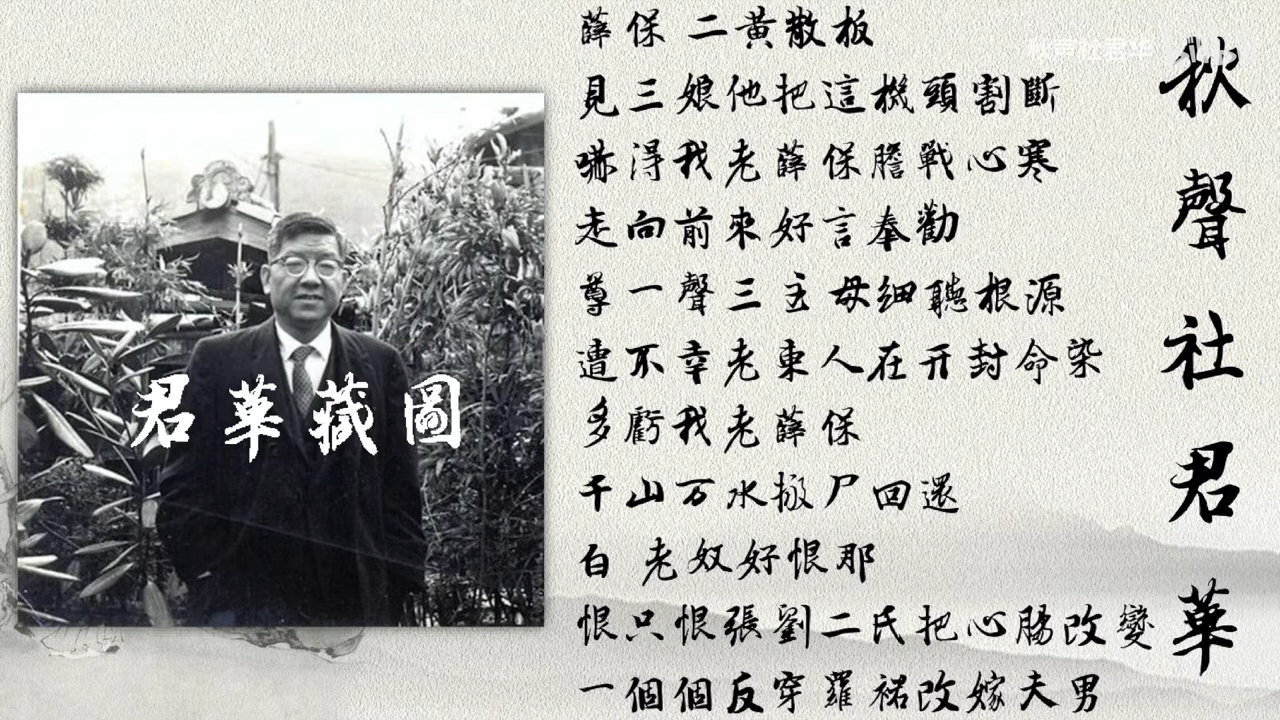 薛保 二黃散板
見三娘他把這機頭割斷
嚇得我老薛保膽戰心寒
走向前來好言奉勸
尊一聲三主母細聽根源
遭不幸老東人在開封命染
多虧我老薛保
千山万水搬尸回還
白 老奴好恨那
恨只恨張劉二氏把心腸改變
一個個反穿羅裙改嫁夫男
秋聲社君華
君華藏圖